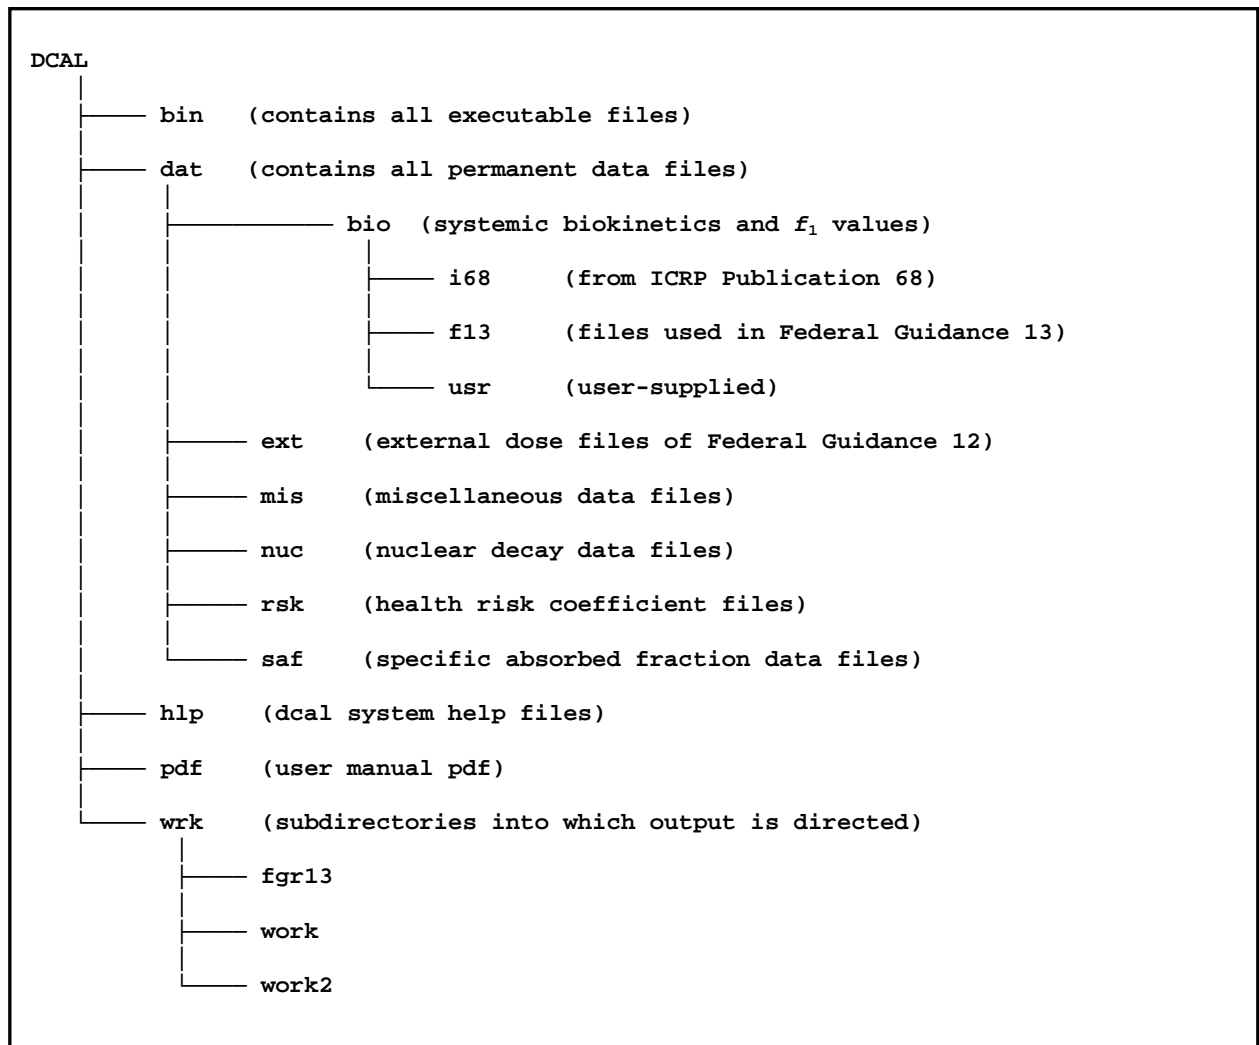 DCAL
bin (contains all executable files)
dat (contains all permanent data files)
bio (systemic biokinetics and f₁ values)
i68 (from ICRP Publication 68)
f13 (files used in Federal Guidance 13)
usr (user-supplied)
ext (external dose files of Federal Guidance 12)
mis (miscellaneous data files)
nuc (nuclear decay data files)
rsk (health risk coefficient files)
saf (specific absorbed fraction data files)
hlp (dcal system help files)
pdf (user manual pdf)
wrk (subdirectories into which output is directed)
fgr13
work
work2